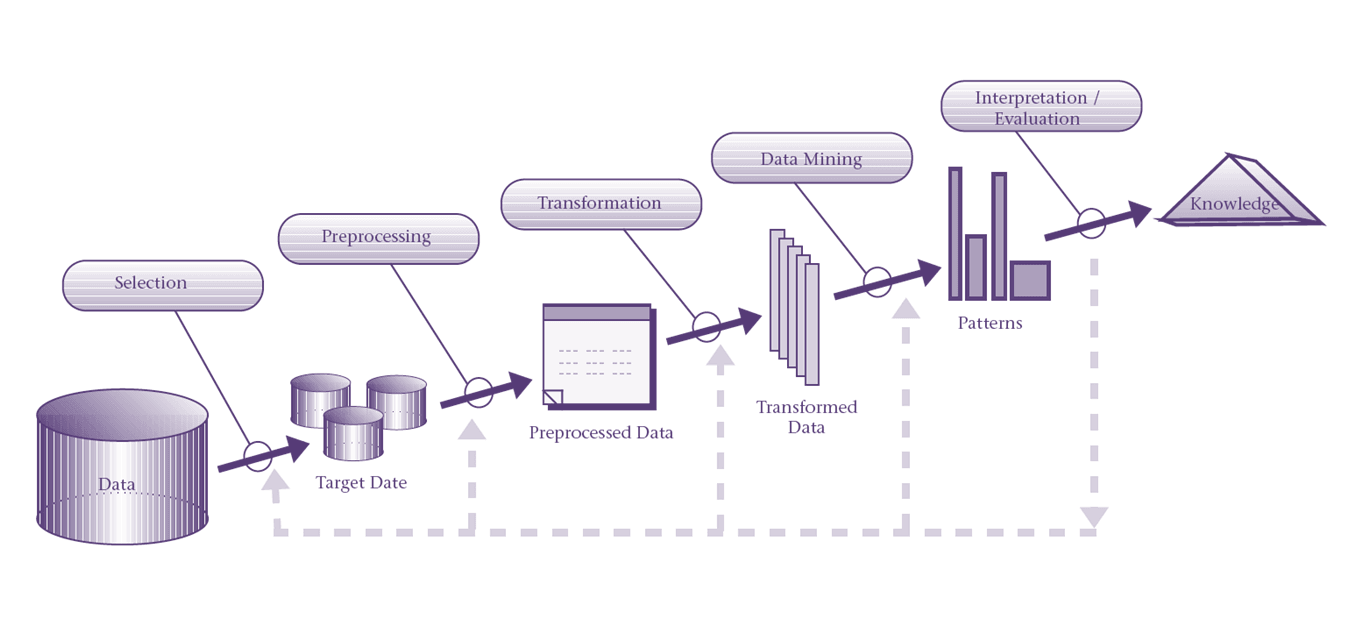 Interpretation /
Evaluation
Data Mining
Transformation
Knowledge
Preprocessing
Selection
Patterns
Transformed
Data
Preprocessed Data
Target Date
Data